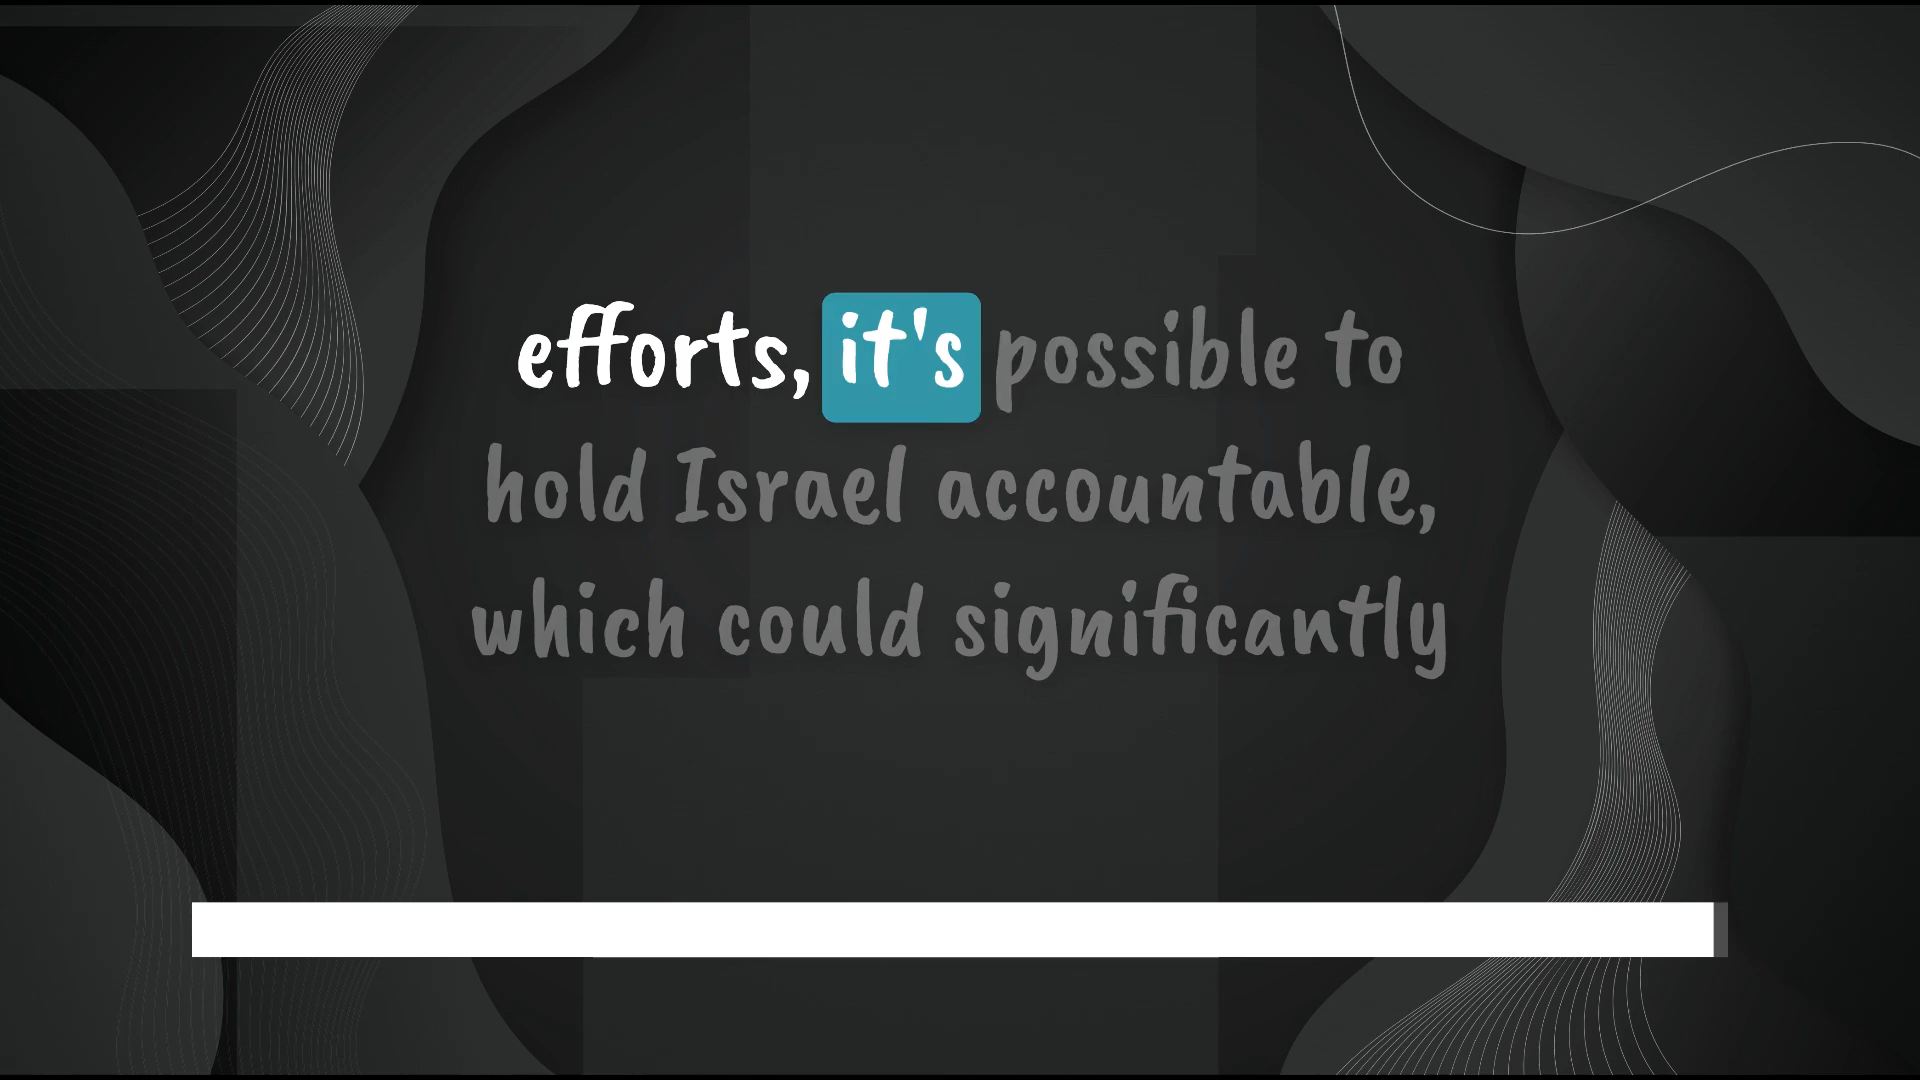 efforts, it's possible to
hold Israel accountable,
which could significantly